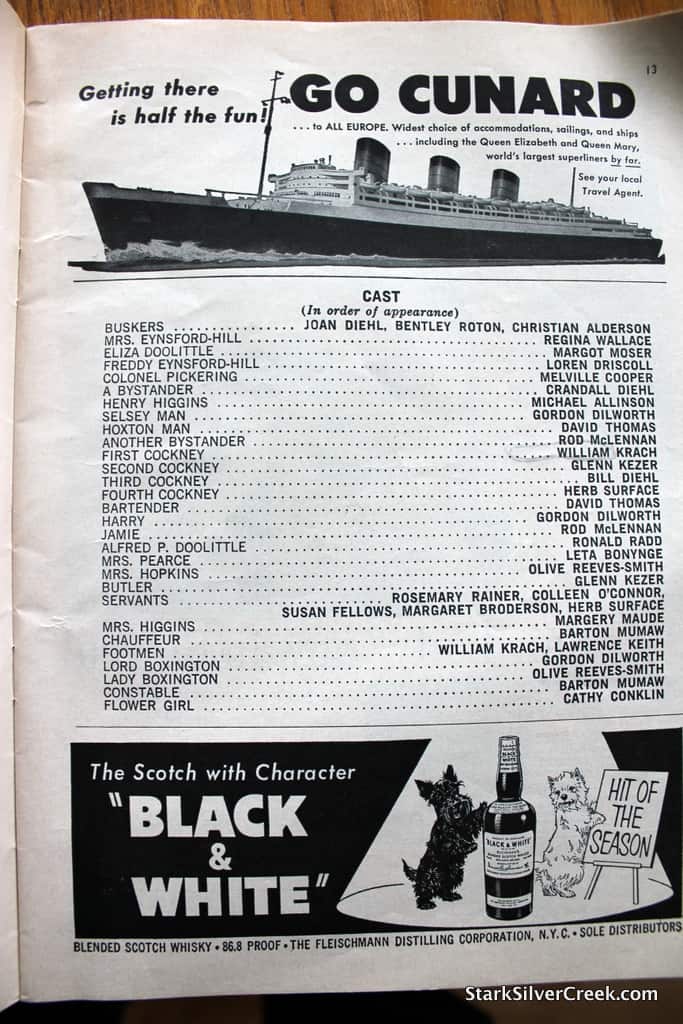 13
Getting there
is half the fun!
GO CUNARD
...to ALL EUROPE. Widest choice of accommodations, sailings, and ships
...including the Queen Elizabeth and Queen Mary,
world's largest superliners by far.
See your local
Travel Agent.
CAST
(In order of appearance)
BUSKERS ................ JOAN DIEHL, BENTLEY ROTON, CHRISTIAN ALDERSON
MRS. EYNSFORD-HILL ................ REGINA WALLACE
ELIZA DOOLITTLE ................ MARGOT MOSER
FREDDY EYNSFORD-HILL ................ LOREN DRISCOLL
COLONEL PICKERING ................ MELVILLE COOPER
A BYSTANDER ................ CRANDALL DIEHL
HENRY HIGGINS ................ MICHAEL ALLINSON
SELSEY MAN ................ GORDON DILWORTH
HOXTON MAN ................ DAVID THOMAS
ANOTHER BYSTANDER ................ ROD McLENNAN
FIRST COCKNEY ................ WILLIAM KRACH
SECOND COCKNEY ................ GLENN KEZER
THIRD COCKNEY ................ BILL DIEHL
FOURTH COCKNEY ................ HERB SURFACE
BARTENDER ................ DAVID THOMAS
HARRY ................ GORDON DILWORTH
JAMIE ................ ROD McLENNAN
ALFRED P. DOOLITTLE ................ RONALD RADD
MRS. PEARCE ................ LETA BONYNGE
MRS. HOPKINS ................ OLIVE REEVES-SMITH
BUTLER ................ GLENN KEZER
SERVANTS ................ ROSEMARY RAINER, COLLEEN O'CONNOR,
SUSAN FELLOWS, MARGARET BRODERSON, HERB SURFACE
MRS. HIGGINS ................ MARGERY MAUDE
CHAUFFEUR ................ BARTON MUMAW
FOOTMEN ................ WILLIAM KRACH, LAWRENCE KEITH
LORD BOXINGTON ................ GORDON DILWORTH
LADY BOXINGTON ................ OLIVE REEVES-SMITH
CONSTABLE ................ BARTON MUMAW
FLOWER GIRL ................ CATHY CONKLIN
The Scotch with Character
"BLACK
&
WHITE"
BLACK & WHITE
HIT OF
THE
SEASON
BLENDED SCOTCH WHISKY • 86.8 PROOF • THE FLEISCHMANN DISTILLING CORPORATION, N.Y.C. • SOLE DISTRIBUTORS
StarkSilverCreek.com